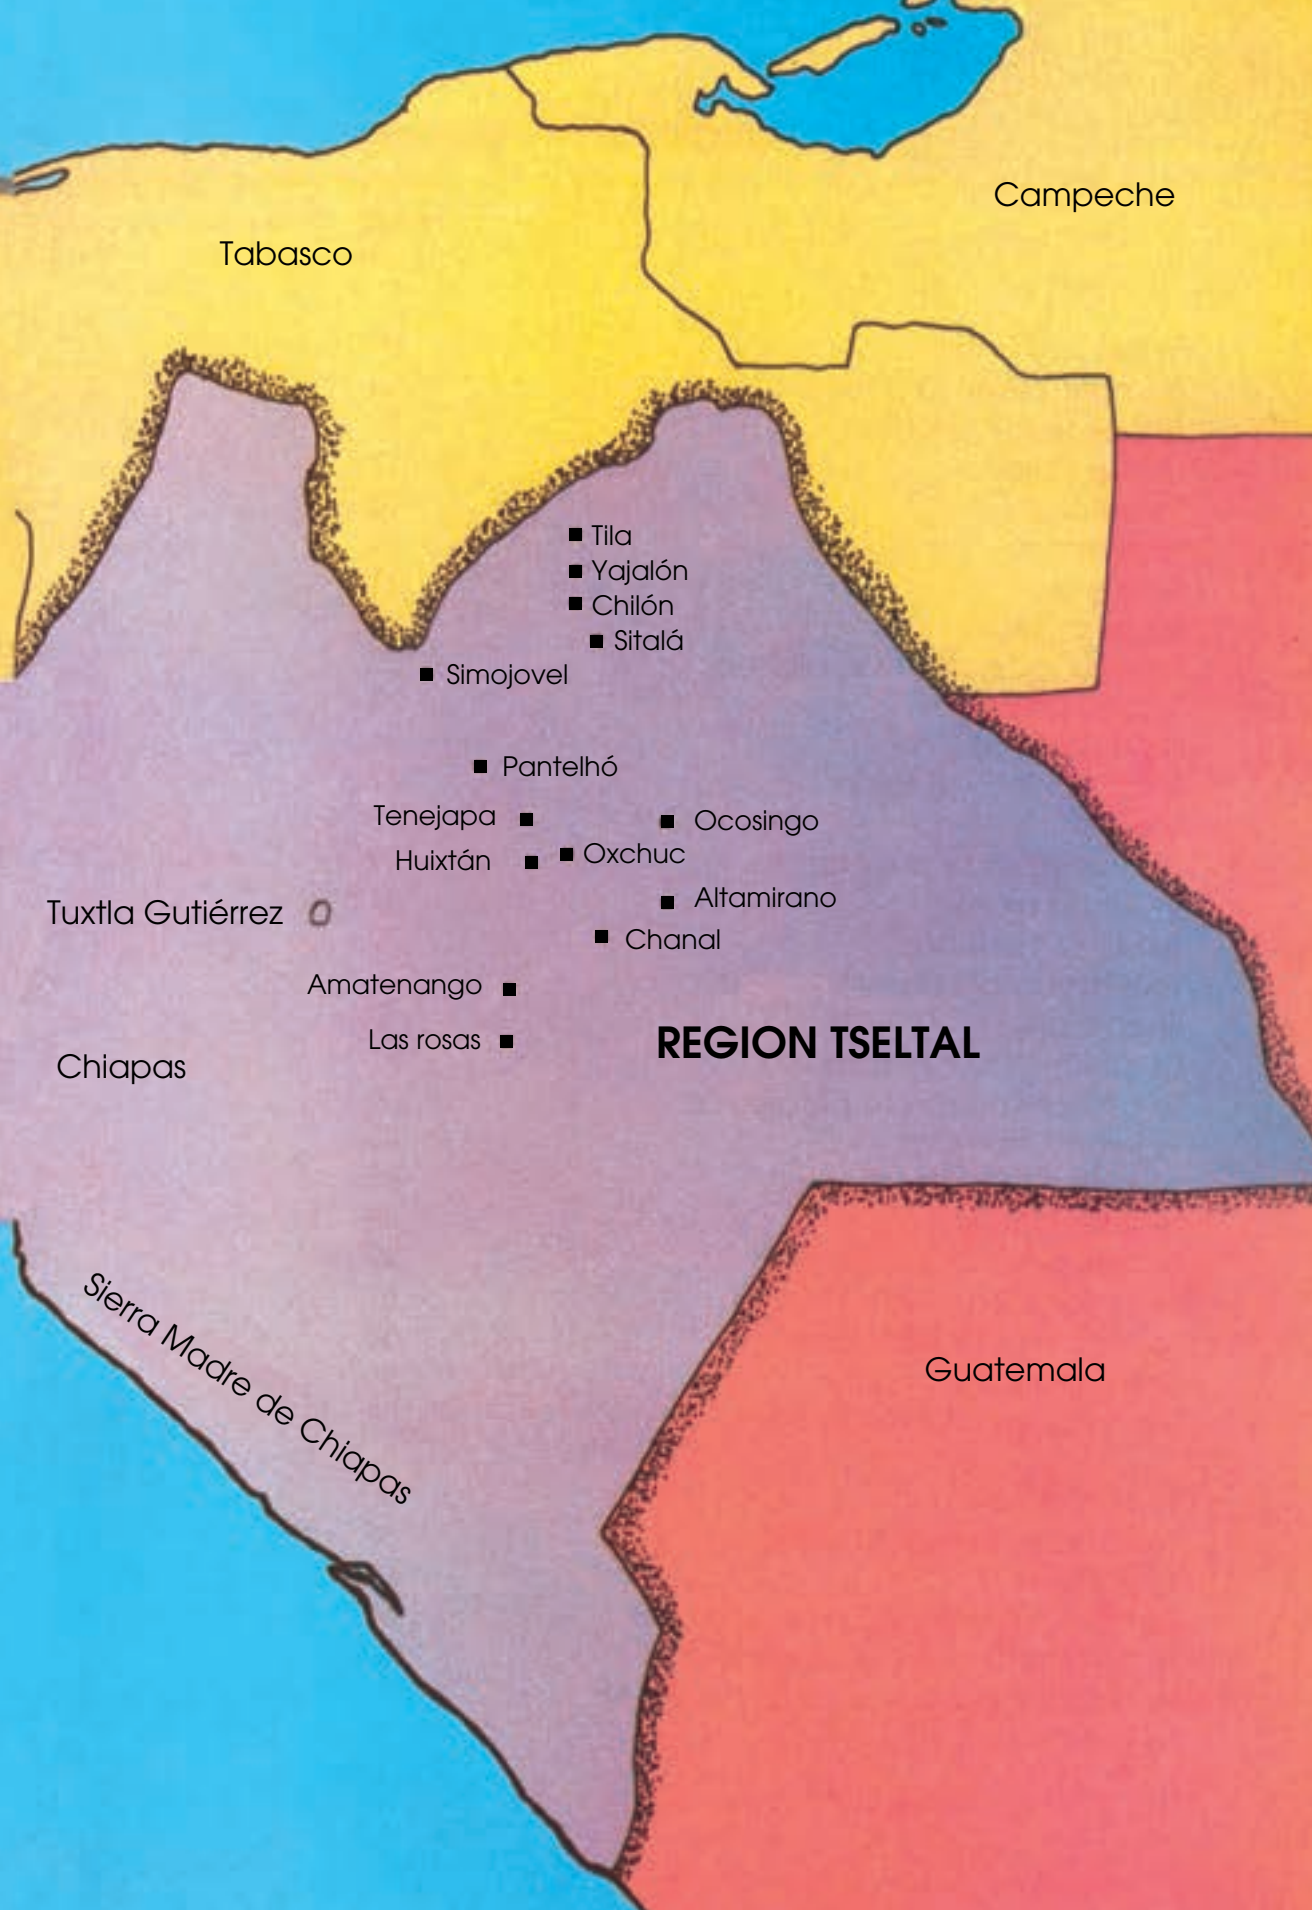 Campeche
Tabasco
Tila
Yajalón
Chilón
Sitalá
Simojovel
Pantelhó
Tenejapa
Ocosingo
Oxchuc
Huixtán
Altamirano
Tuxtla Gutiérrez
Chanal
Amatenango
Las rosas
REGION TSELTAL
Chiapas
Sierra Madre de Chiapas
Guatemala